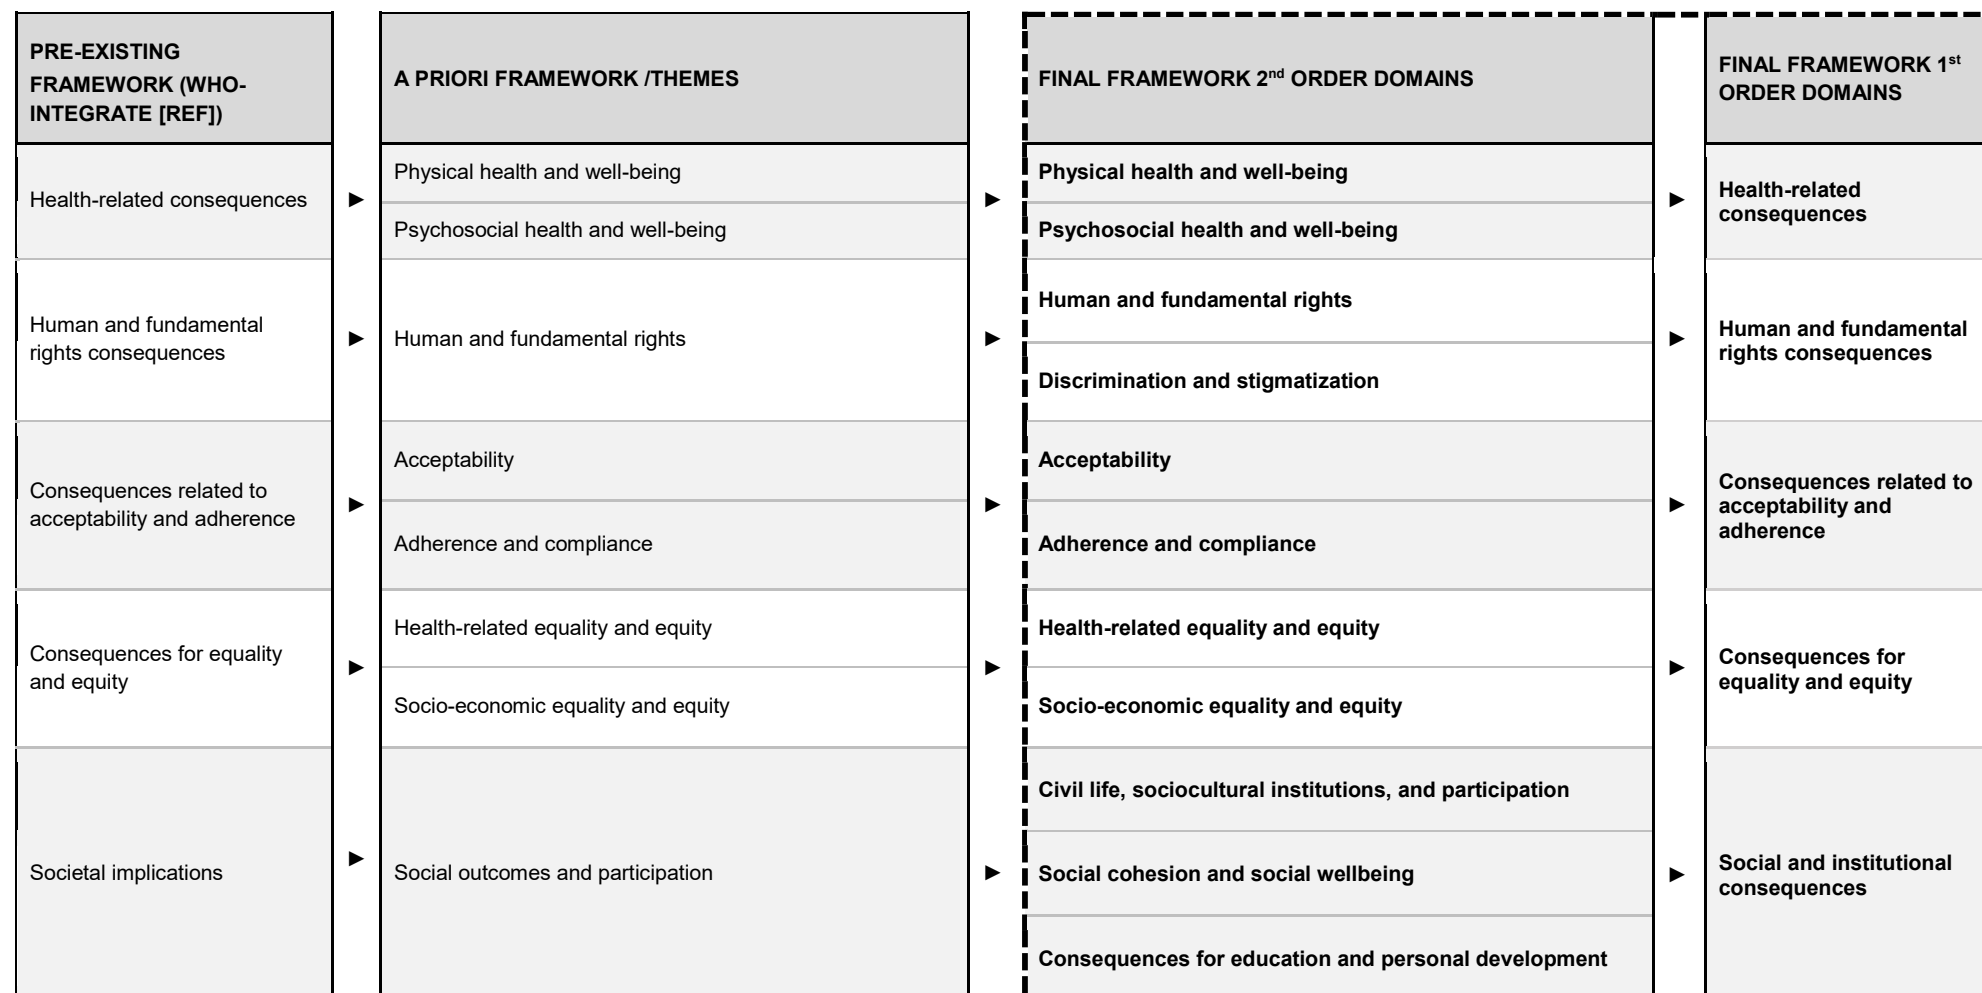 PRE-EXISTING
FRAMEWORK (WHO-
INTEGRATE [REF])
A PRIORI FRAMEWORK /THEMES
FINAL FRAMEWORK 2nd ORDER DOMAINS
FINAL FRAMEWORK 1st
ORDER DOMAINS
Health-related consequences
►
Physical health and well-being
Psychosocial health and well-being
►
Physical health and well-being
Psychosocial health and well-being
►
Health-related
consequences
Human and fundamental
rights consequences
►
Human and fundamental rights
►
Human and fundamental rights
Discrimination and stigmatization
►
Human and fundamental
rights consequences
Consequences related to
acceptability and adherence
►
Acceptability
Adherence and compliance
►
Acceptability
Adherence and compliance
►
Consequences related to
acceptability and
adherence
Consequences for equality
and equity
►
Health-related equality and equity
Socio-economic equality and equity
►
Health-related equality and equity
Socio-economic equality and equity
►
Consequences for
equality and equity
Societal implications
►
Social outcomes and participation
►
Civil life, sociocultural institutions, and participation
Social cohesion and social wellbeing
Consequences for education and personal development
►
Social and institutional
consequences